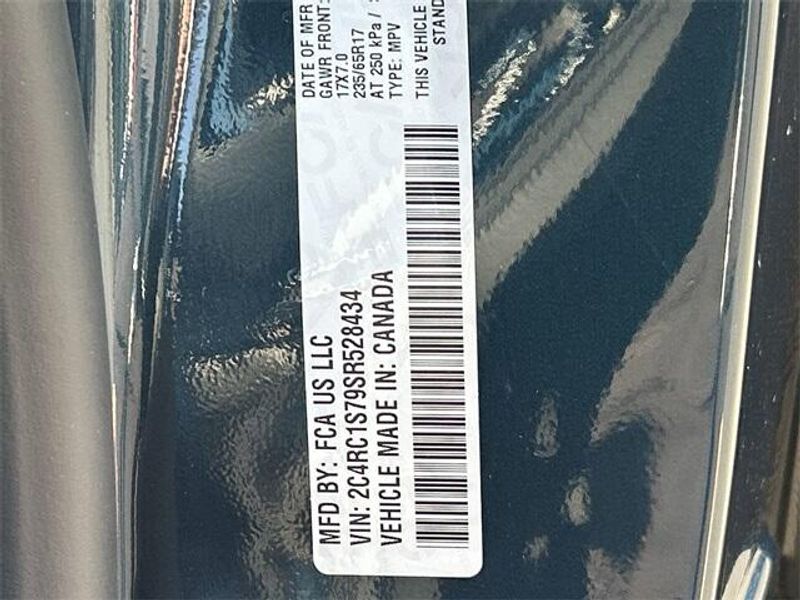 MFD BY: FCA US LLC
VIN: 2C4RC1S79SR528434
VEHICLE MADE IN: CANADA
DATE OF MFR
GAWR FRONT:
17X7.0
235/65R17
AT 250 kPa /
TYPE: MPV
THIS VEHICLE
STAND